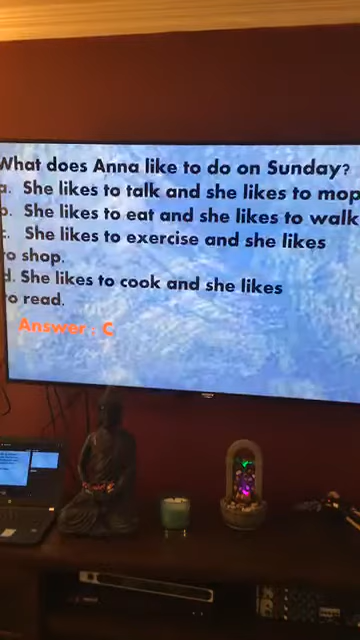 What does Anna like to do on Sunday?
a. She likes to talk and she likes to mop
b. She likes to eat and she likes to walk
c. She likes to exercise and she likes
to shop.
d. She likes to cook and she likes
to read.
Answer : C